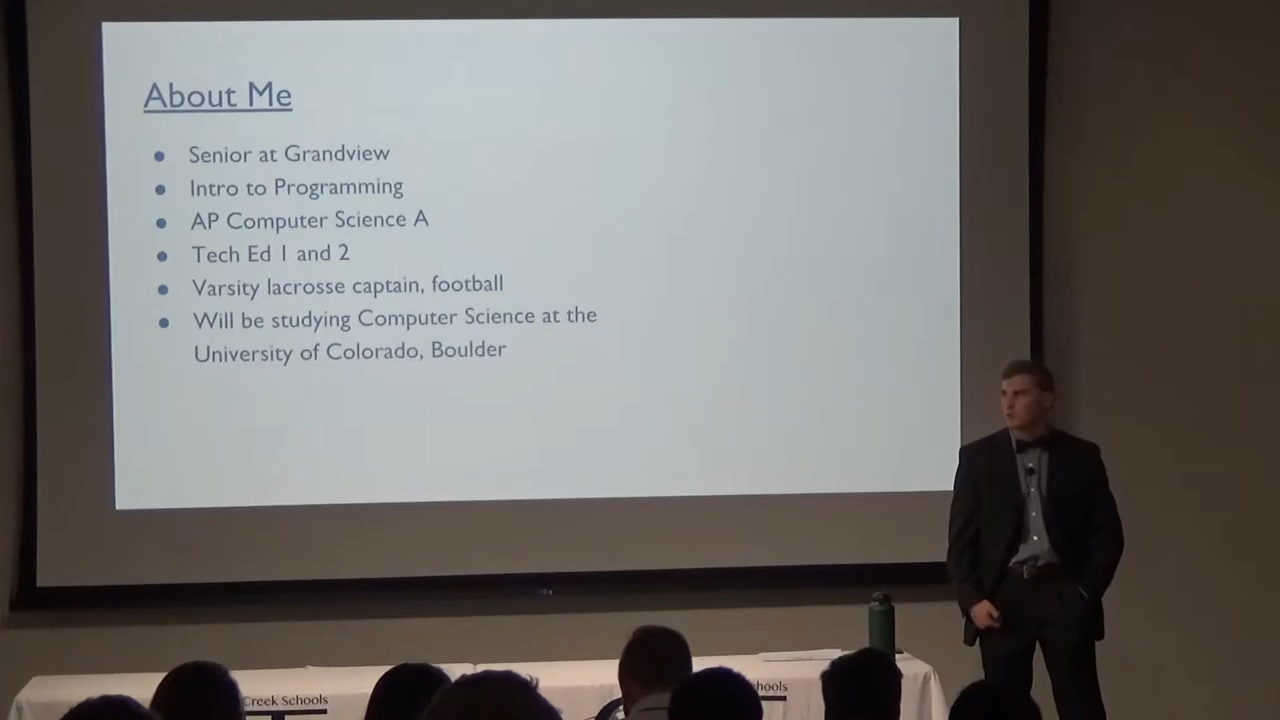 About Me
Senior at Grandview
Intro to Programming
AP Computer Science A
Tech Ed 1 and 2
Varsity lacrosse captain, football
Will be studying Computer Science at the
University of Colorado, Boulder
Creek Schools